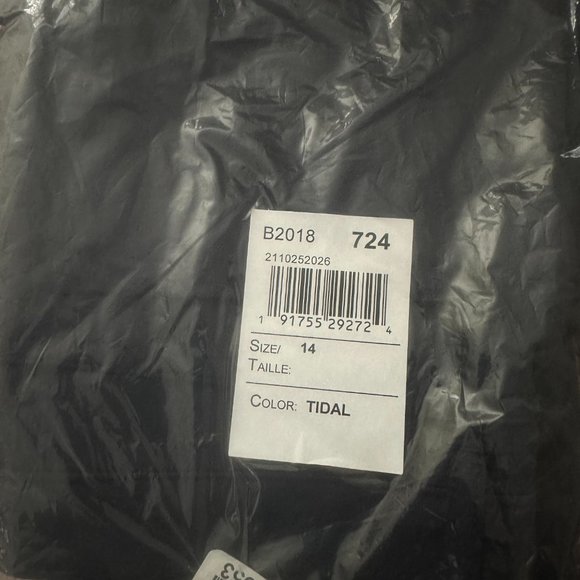 B2018 724
2110252026
1 91755 29272 4
SIZE/ 14
TAILLE:
COLOR: TIDAL